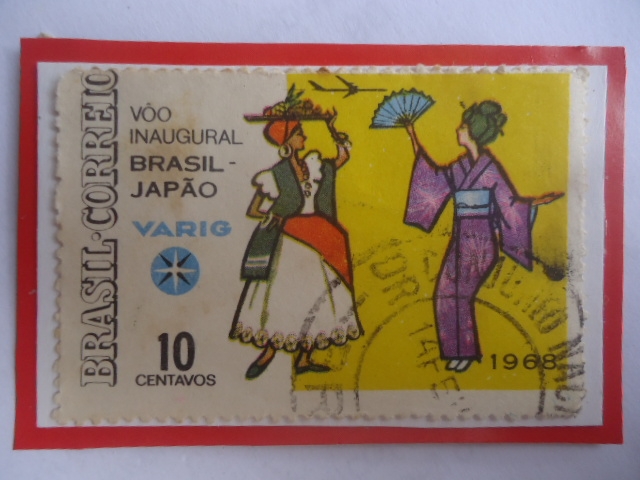 BRASIL·CORREIO
VÔO
INAUGURAL
BRASIL-
JAPÃO
VARIG
10
CENTAVOS
1968